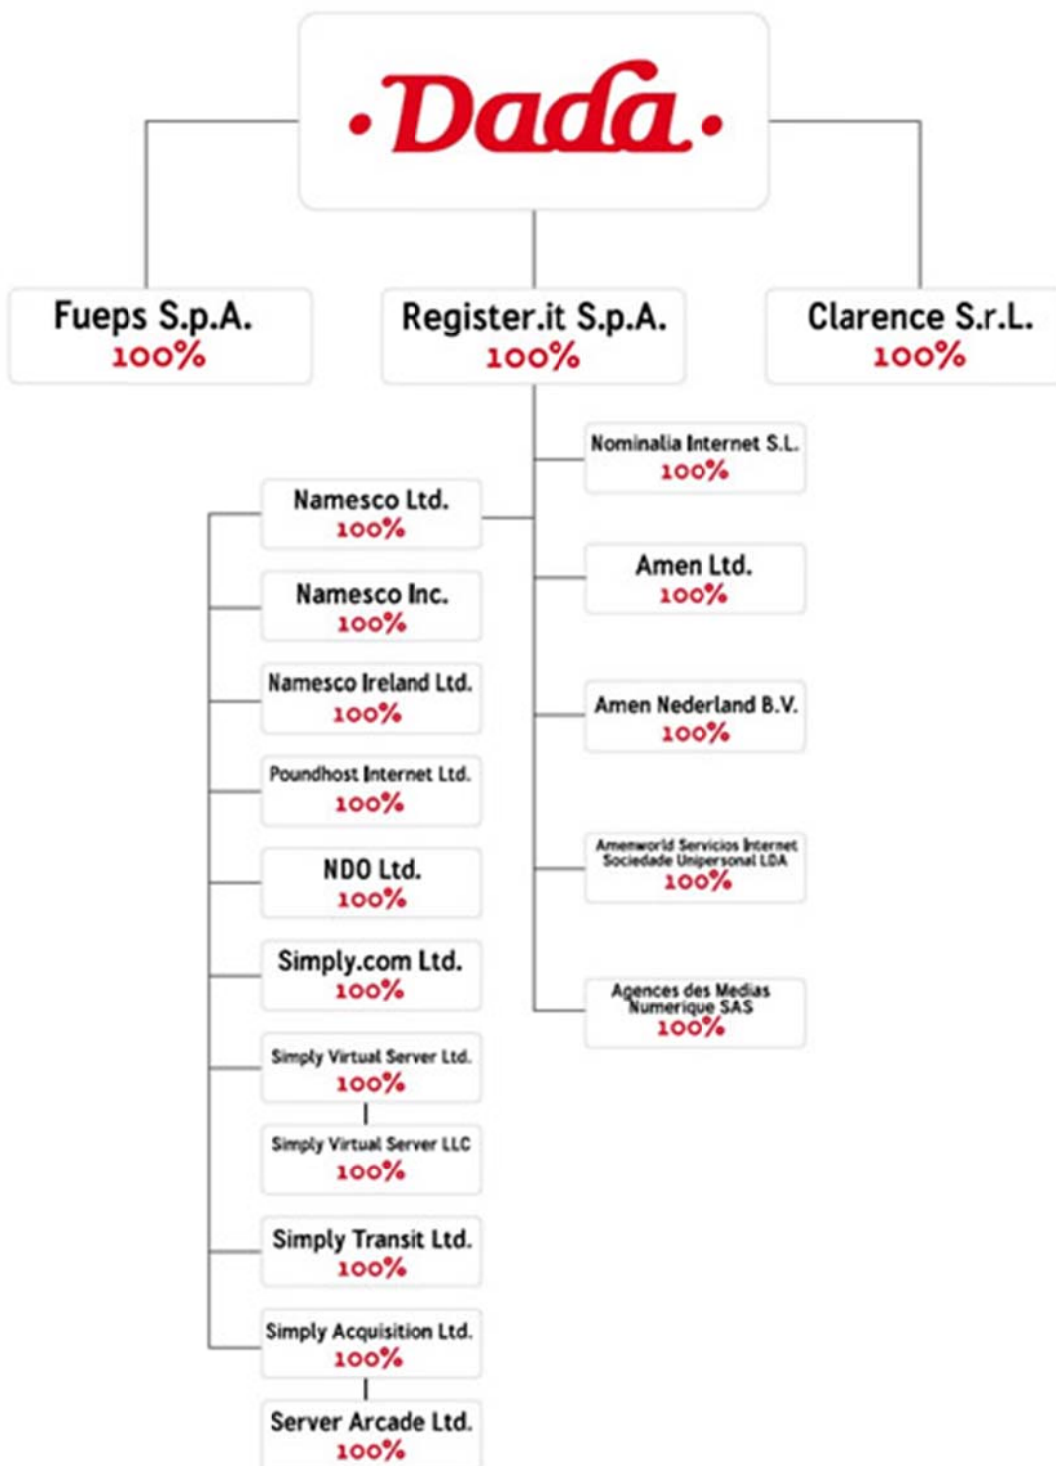 Dada
Fueps S.p.A.
100%
Register.it S.p.A.
100%
Clarence S.r.L.
100%
Nominalia Internet S.L.
100%
Amen Ltd.
100%
Amen Nederland B.V.
100%
Amenworld Servicios Internet
Sociedade Unipersonal LDA
100%
Agences des Medias
Numerique SAS
100%
Namesco Ltd.
100%
Namesco Inc.
100%
Namesco Ireland Ltd.
100%
Poundhost Internet Ltd.
100%
NDO Ltd.
100%
Simply.com Ltd.
100%
Simply Virtual Server Ltd.
100%
Simply Virtual Server LLC
100%
Simply Transit Ltd.
100%
Simply Acquisition Ltd.
100%
Server Arcade Ltd.
100%